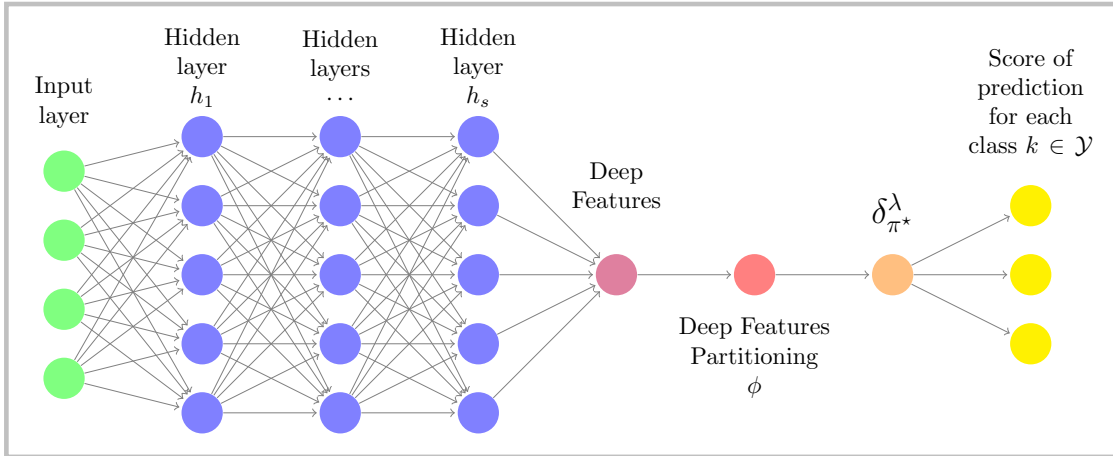 Input
layer
Hidden
layer
h₁
Hidden
layers
...
Hidden
layer
hₛ
Deep
Features
Deep Features
Partitioning
ϕ
δ^λ_{π⋆}
Score of
prediction
for each
class k ∈ 𝒴